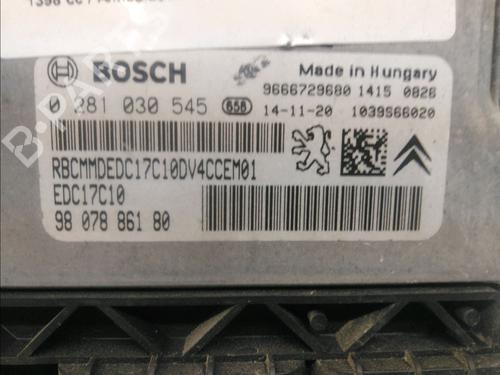 BOSCH
Made in Hungary
9666729680 1415 0826
0 281 030 545 656 14-11-20 1039S66020
RBCMMDEDC17C10DV4CCEM01
EDC17C10
98 078 861 80